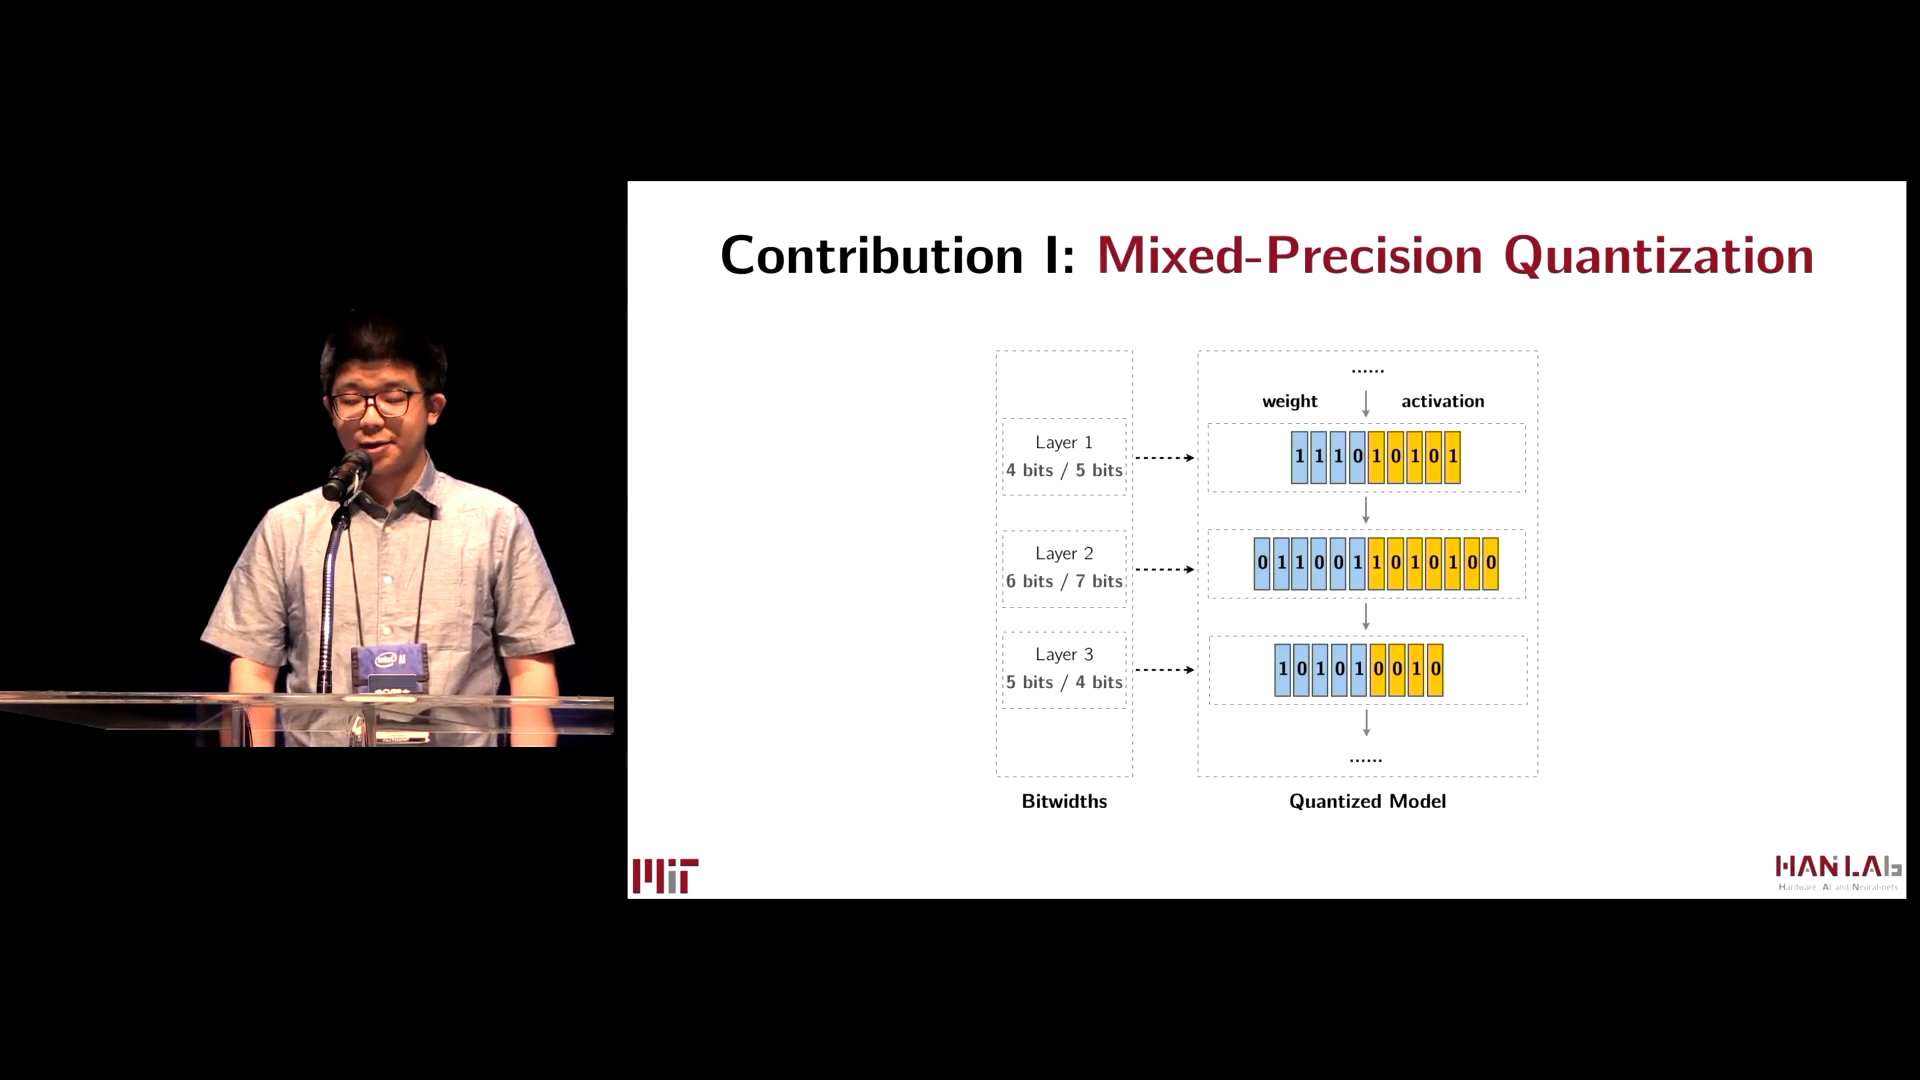 Contribution I: Mixed-Precision Quantization
......
weight activation
Layer 1
4 bits / 5 bits
1 1 1 0 1 0 1 0 1
Layer 2
6 bits / 7 bits
0 1 1 0 0 1 1 0 1 0 1 0 0
Layer 3
5 bits / 4 bits
1 0 1 0 1 0 0 1 0
......
Bitwidths
Quantized Model
MIT
HAN LAb
Hardware, AI and Neural-nets
intel AI